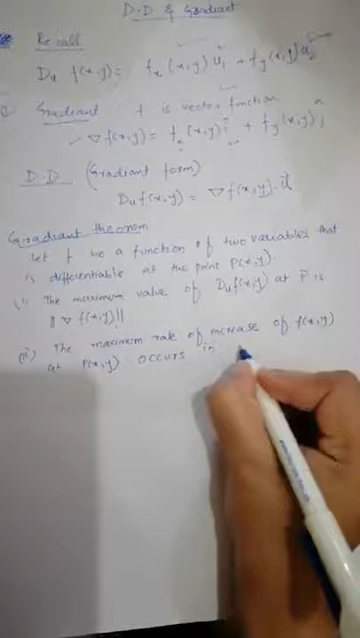 D.D & Gradient
Recall
Du f(x,y) = fx (x,y) u1 + fy(x,y) u2
Gradient f is vector function
∇f(x,y) = fx(x,y) î + fy(x,y) ĵ
D.D (Gradient form)
Du f(x,y) = ∇f(x,y) . u
Gradient theorem
let f be a function of two variables that
is differentiable at the point P(x,y).
(i) The maximum value of Duf(x,y) at P is
||∇f(x,y)||
(ii) The maximum rate of increase of f(x,y)
at P(x,y) occurs in